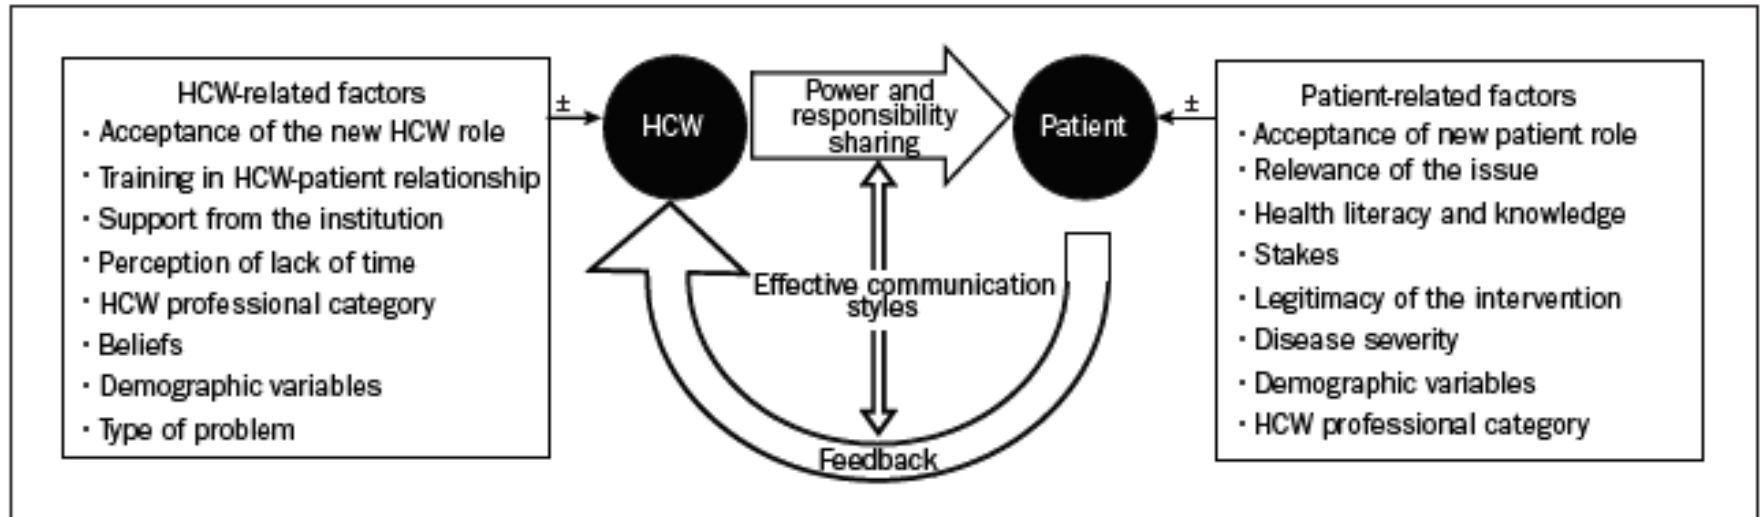 HCW-related factors
· Acceptance of the new HCW role
· Training in HCW-patient relationship
· Support from the institution
· Perception of lack of time
· HCW professional category
· Beliefs
· Demographic variables
· Type of problem
±
HCW
Power and
responsibility
sharing
Patient
±
Effective communication
styles
Feedback
Patient-related factors
· Acceptance of new patient role
· Relevance of the issue
· Health literacy and knowledge
· Stakes
· Legitimacy of the intervention
· Disease severity
· Demographic variables
· HCW professional category